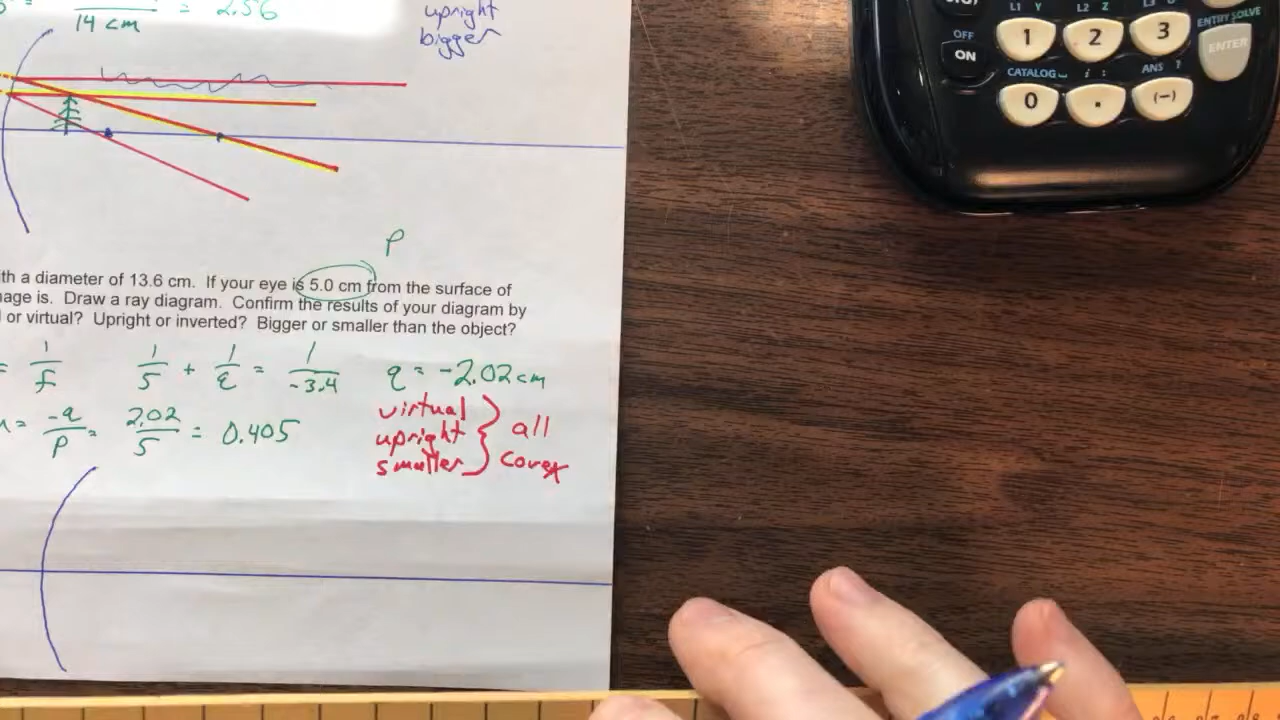 14 cm = 2.56
upright
bigger
P
th a diameter of 13.6 cm. If your eye is 5.0 cm from the surface of
nage is. Draw a ray diagram. Confirm the results of your diagram by
l or virtual? Upright or inverted? Bigger or smaller than the object?
= 1/f 1/5 + 1/q = 1/-3.4 q = -2.02cm
= -q/p = 2.02/5 = 0.405
virtual
upright
smaller
all
L1 Y L2 Z L3
OFF
ON
1 2 3
ENTRY SOLVE
ENTER
CATALOG i : ANS ?
0 . (-)